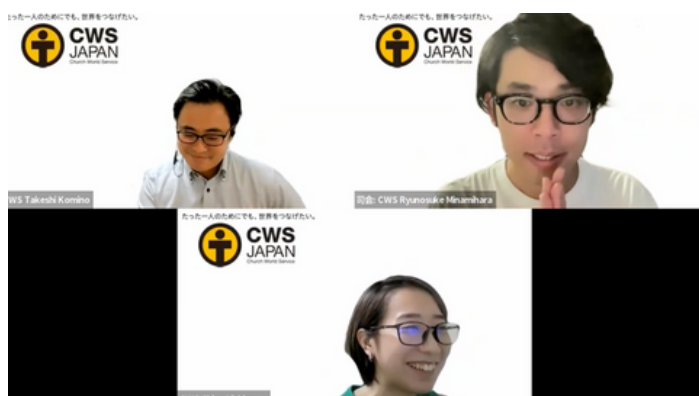 たった一人のためにでも、世界をつなげたい。
CWS
JAPAN
Church World Service
WS Takeshi Komino
たった一人のためにでも、世界をつなげたい。
CWS
JAPAN
Church World Service
司会: CWS Ryunosuke Minamihara
たった一人のためにでも、世界をつなげたい。
CWS
JAPAN
Church World Service